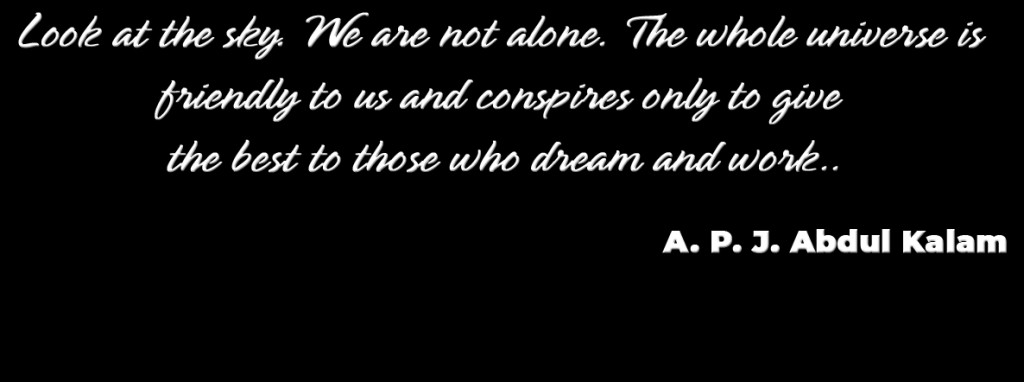 Look at the sky. We are not alone. The whole universe is
friendly to us and conspires only to give
the best to those who dream and work..
A. P. J. Abdul Kalam